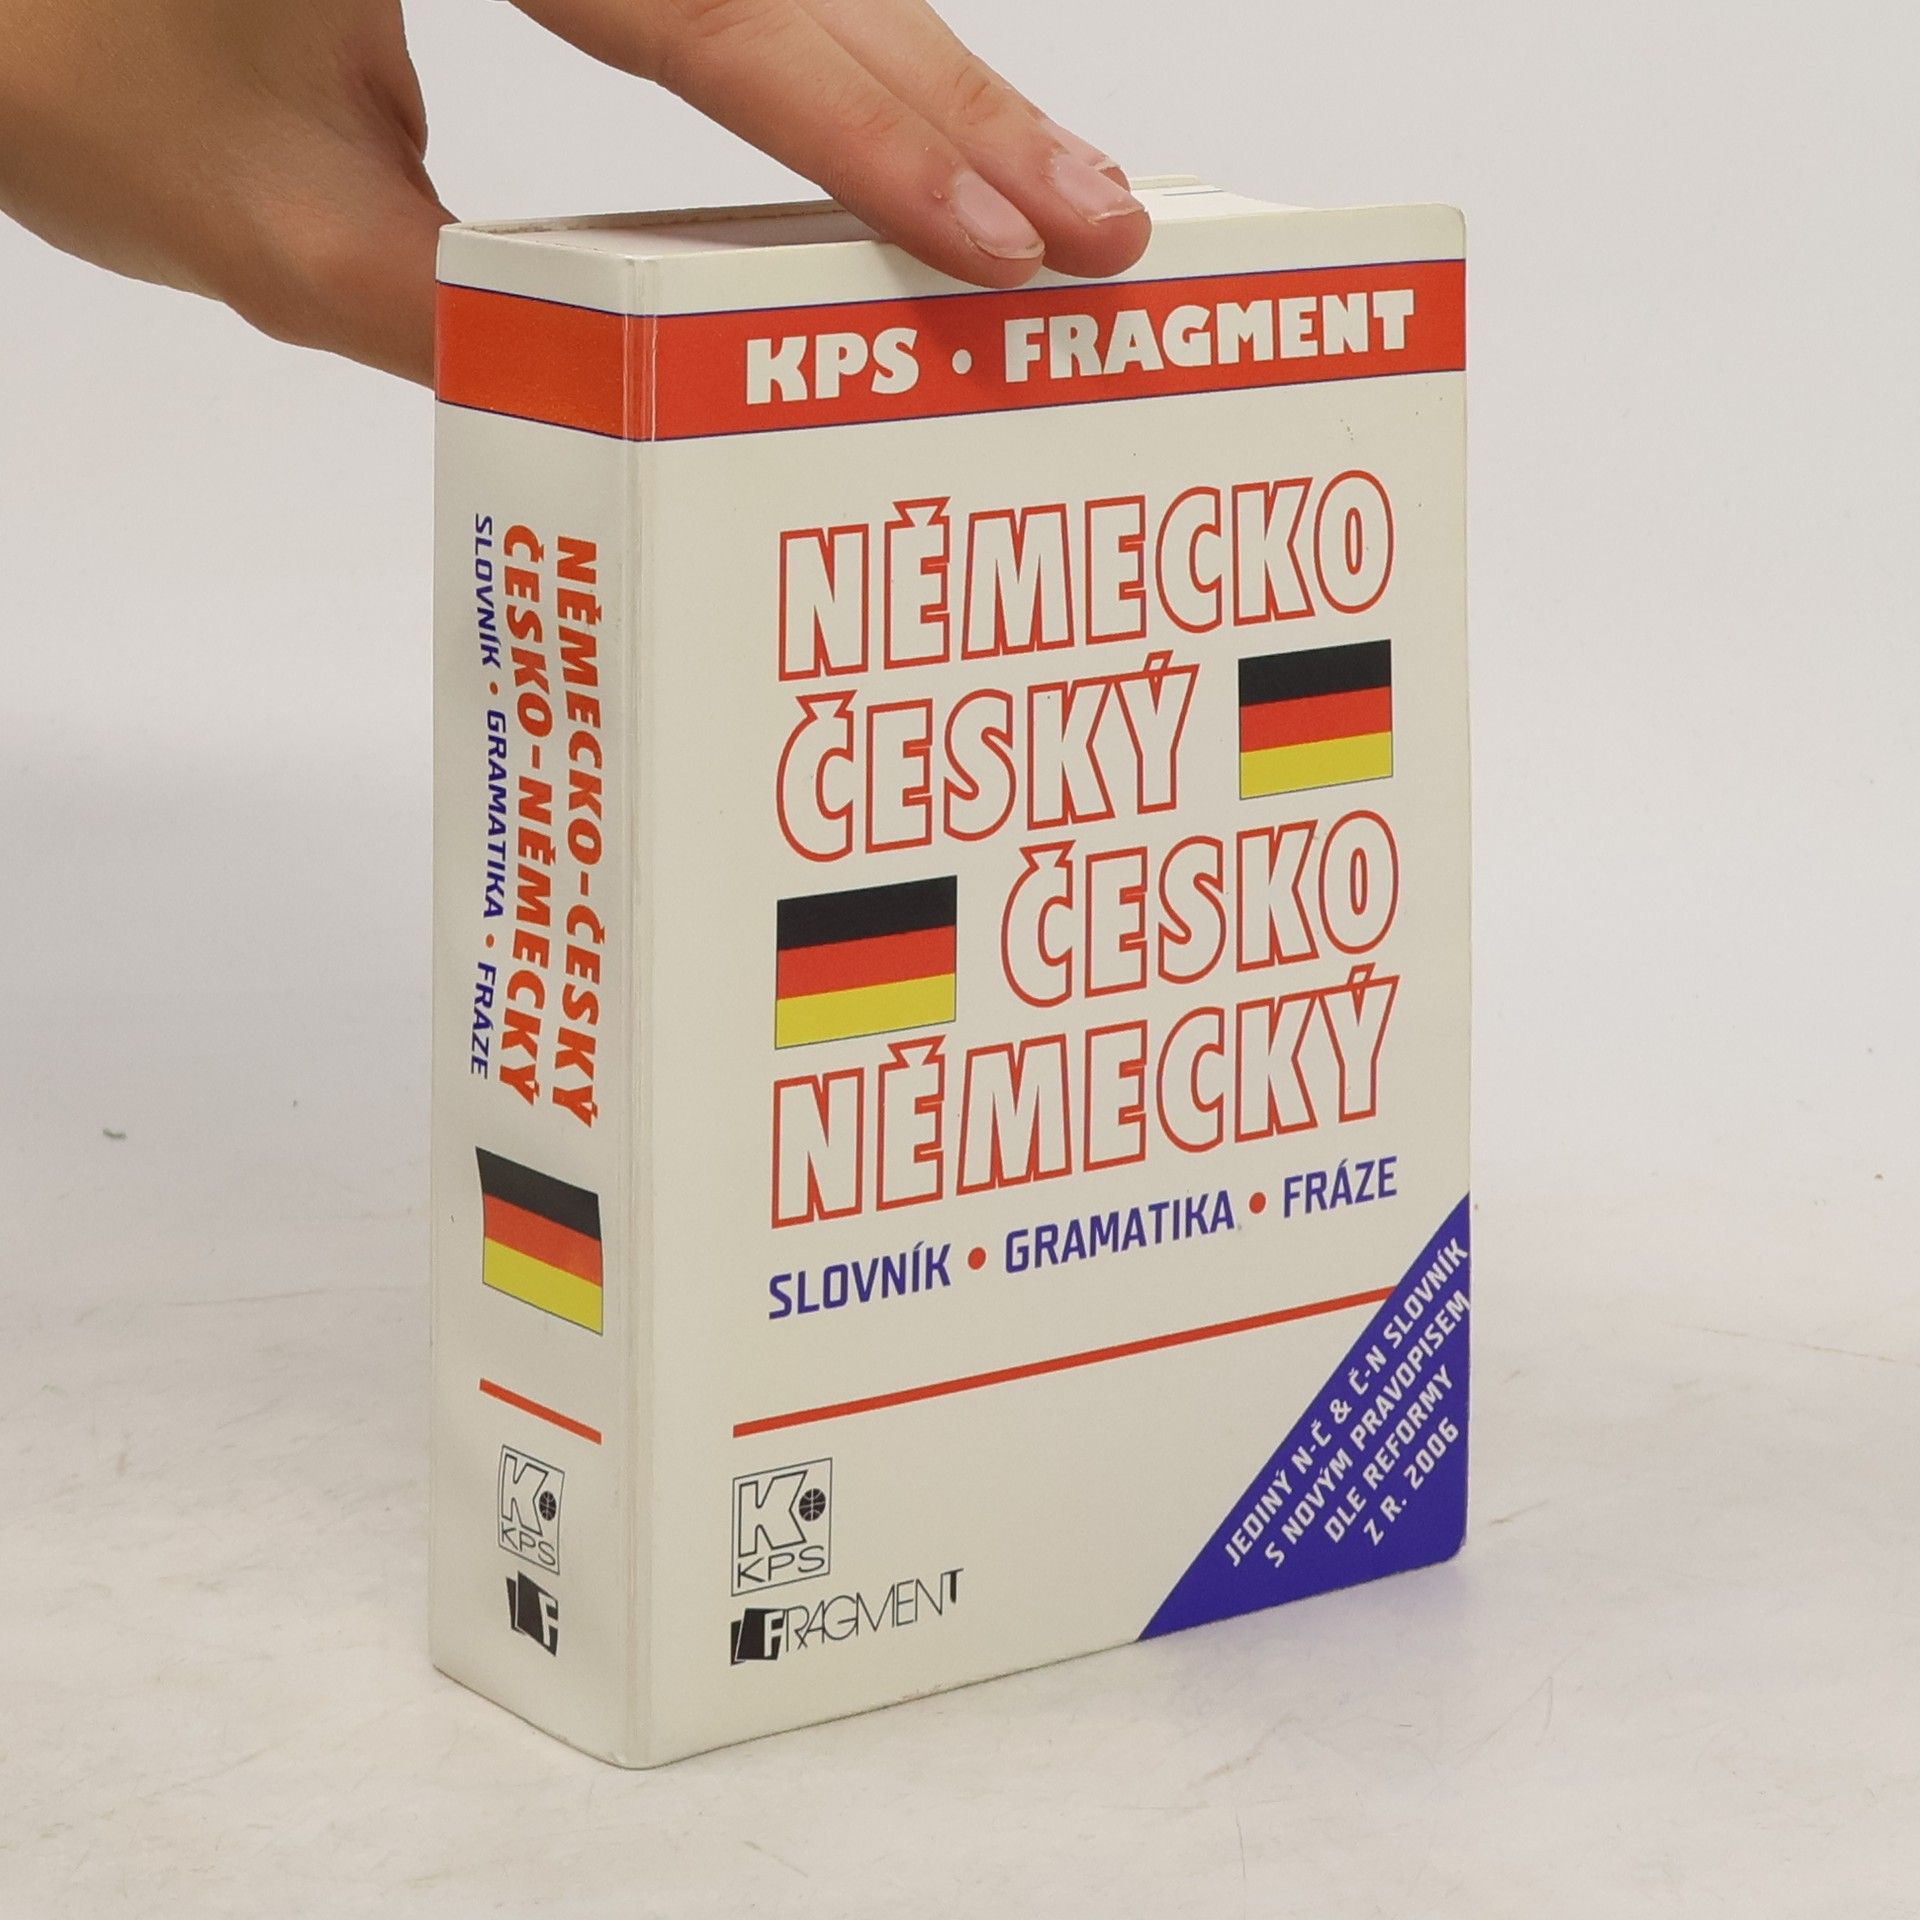 KPS • FRAGMENT
NĚMECKO
ČESKÝ
ČESKO
NĚMECKÝ
SLOVNÍK • GRAMATIKA • FRÁZE
JEDINÝ N-Č & Č-N SLOVNÍK
S NOVÝM PRAVOPISEM
DLE REFORMY
Z R. 2006
K
KPS
FRAGMENT
NĚMECKO-ČESKÝ
ČESKO-NĚMECKÝ
SLOVNÍK • GRAMATIKA • FRÁZE
K
KPS
F